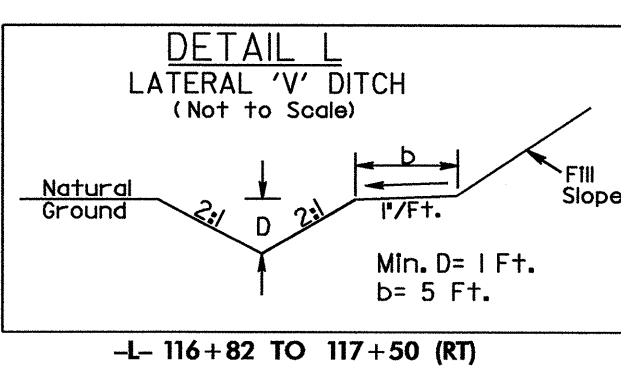 DETAIL L
LATERAL 'V' DITCH
(Not to Scale)
b
Natural
Ground
2:1
D
2:1
1"/Ft.
Fill
Slope
Min. D= 1 Ft.
b= 5 Ft.
-L- 116+82 TO 117+50 (RT)